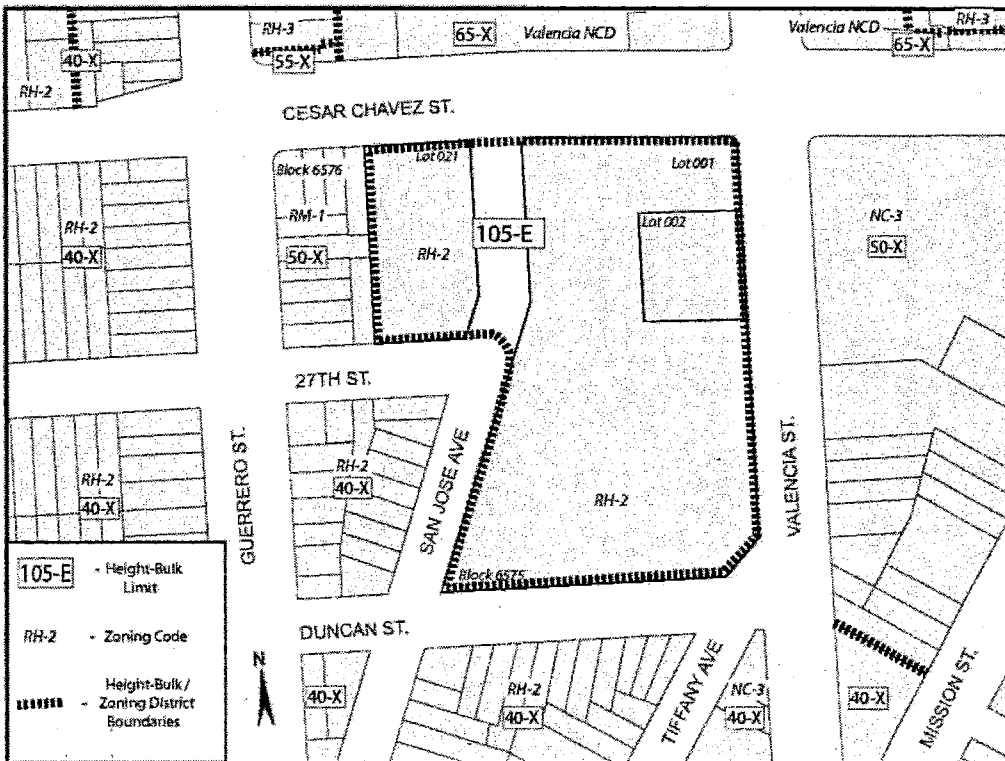 RH-3
65-X
Valencia NCD
Valencia NCD
RH-3
40-X
55-X
65-X
RH-2
CESAR CHAVEZ ST.
Block 6576
Lot 021
Lot 001
RM-1
RH-2
105-E
Lot 002
NC-3
RH-2
40-X
50-X
50-X
27TH ST.
GUERRERO ST.
SAN JOSE AVE
VALENCIA ST.
RH-2
40-X
RH-2
40-X
RH-2
Block 6575
105-E - Height-Bulk
Limit
RH-2 - Zoning Code
Height-Bulk /
- Zoning District
Boundaries
N
DUNCAN ST.
40-X
RH-2
40-X
TIFFANY AVE
NC-3
40-X
40-X
MISSION ST.